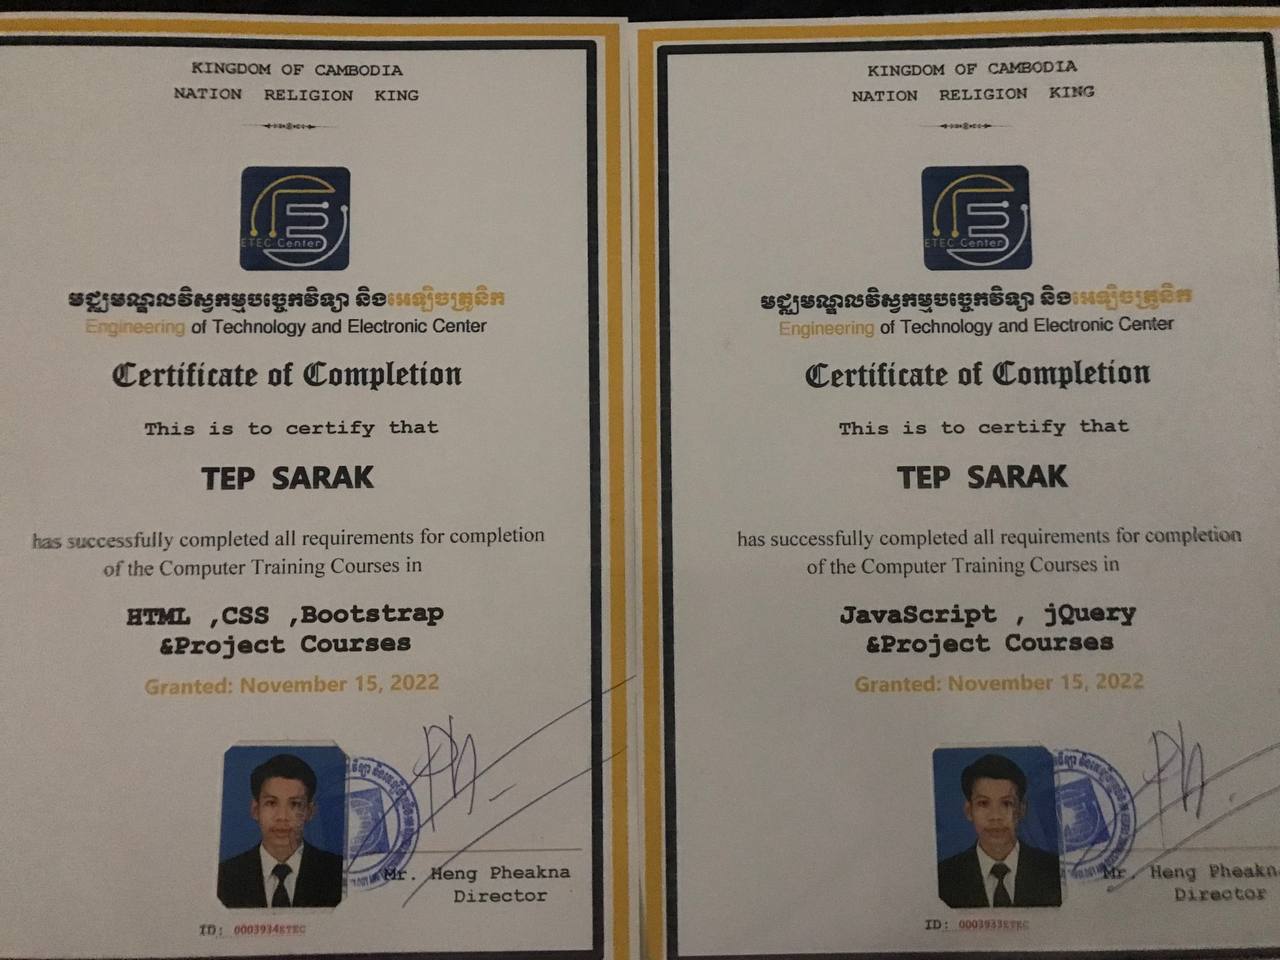 KINGDOM OF CAMBODIA
NATION RELIGION KING
ETEC Center
មជ្ឈមណ្ឌលវិស្វកម្មបច្ចេកវិទ្យា និងអេឡិចត្រូនិក
Engineering of Technology and Electronic Center
Certificate of Completion
This is to certify that
TEP SARAK
has successfully completed all requirements for completion
of the Computer Training Courses in
HTML ,CSS ,Bootstrap
&Project Courses
Granted: November 15, 2022
Mr. Heng Pheakna
Director
ID: 0003934ETEC
KINGDOM OF CAMBODIA
NATION RELIGION KING
ETEC Center
មជ្ឈមណ្ឌលវិស្វកម្មបច្ចេកវិទ្យា និងអេឡិចត្រូនិក
Engineering of Technology and Electronic Center
Certificate of Completion
This is to certify that
TEP SARAK
has successfully completed all requirements for completion
of the Computer Training Courses in
JavaScript , jQuery
&Project Courses
Granted: November 15, 2022
Mr. Heng Pheakn
Director
ID: 0003933ETEC